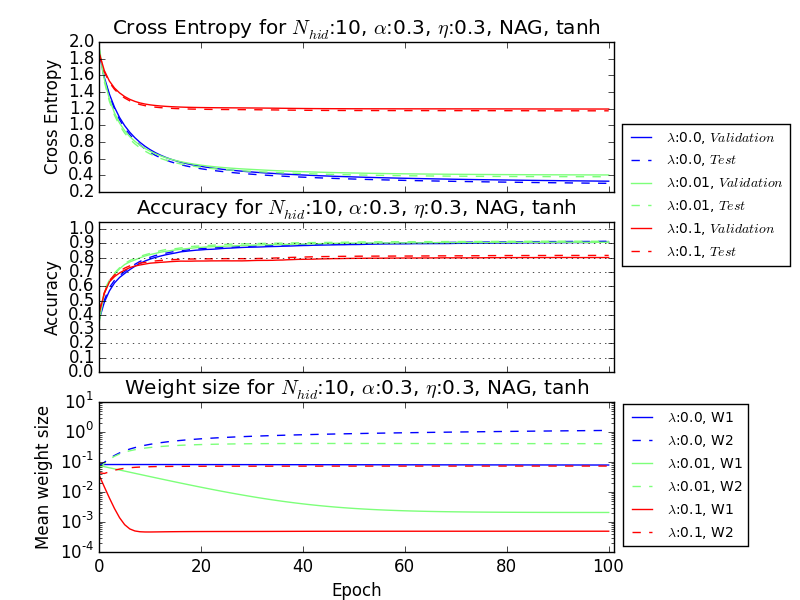 Cross Entropy for N_hid:10, α:0.3, η:0.3, NAG, tanh
2.0
1.8
1.6
1.4
1.2
1.0
0.8
0.6
0.4
0.2
Cross Entropy
λ:0.0, Validation
λ:0.0, Test
λ:0.01, Validation
λ:0.01, Test
λ:0.1, Validation
λ:0.1, Test
Accuracy for N_hid:10, α:0.3, η:0.3, NAG, tanh
1.0
0.9
0.8
0.7
0.6
0.5
0.4
0.3
0.2
0.1
0.0
Accuracy
Weight size for N_hid:10, α:0.3, η:0.3, NAG, tanh
10^1
10^0
10^-1
10^-2
10^-3
10^-4
Mean weight size
λ:0.0, W1
λ:0.0, W2
λ:0.01, W1
λ:0.01, W2
λ:0.1, W1
λ:0.1, W2
0 20 40 60 80 100
Epoch